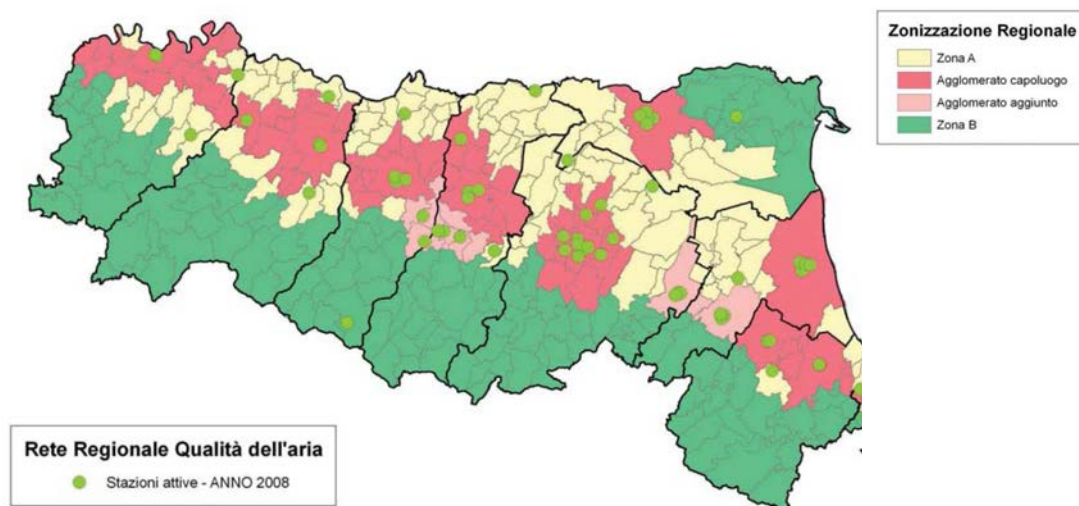 Zonizzazione Regionale
Zona A
Agglomerato capoluogo
Agglomerato aggiunto
Zona B
Rete Regionale Qualità dell'aria
Stazioni attive - ANNO 2008